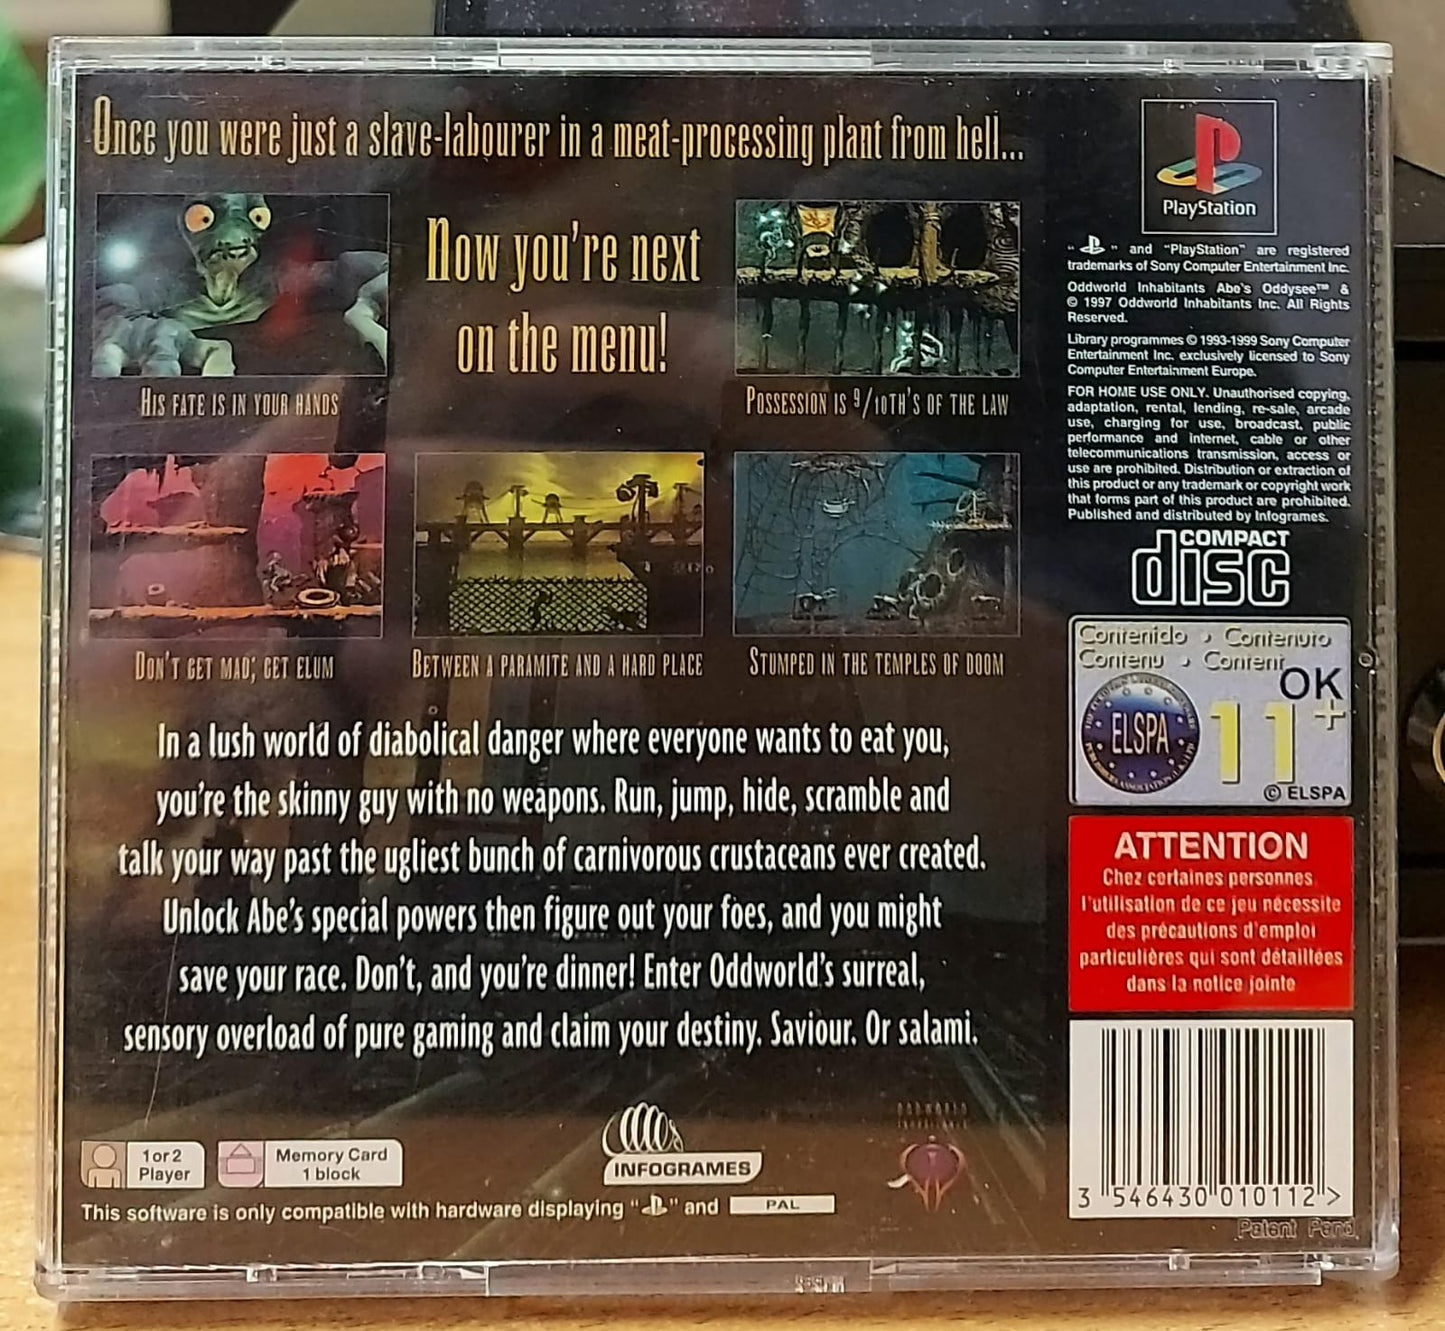 Once you were just a slave-labourer in a meat-processing plant from hell...
Now you're next
on the menu!
His fate is in your hands
Possession is 9/10th's of the law
Don't get mad; get Elum
Between a Paramite and a hard place
Stumped in the temples of doom
In a lush world of diabolical danger where everyone wants to eat you,
you're the skinny guy with no weapons. Run, jump, hide, scramble and
talk your way past the ugliest bunch of carnivorous crustaceans ever created.
Unlock Abe's special powers then figure out your foes, and you might
save your race. Don't, and you're dinner! Enter Oddworld's surreal,
sensory overload of pure gaming and claim your destiny. Saviour. Or salami.
1 or 2
Player
Memory Card
1 block
INFOGRAMES
ODDWORLD
INHABITANTS
This software is only compatible with hardware displaying " " and PAL
PlayStation
" " and "PlayStation" are registered
trademarks of Sony Computer Entertainment Inc.
Oddworld Inhabitants Abe's Oddysee™ &
© 1997 Oddworld Inhabitants Inc. All Rights
Reserved.
Library programmes © 1993-1999 Sony Computer
Entertainment Inc. exclusively licensed to Sony
Computer Entertainment Europe.
FOR HOME USE ONLY. Unauthorised copying,
adaptation, rental, lending, re-sale, arcade
use, charging for use, broadcast, public
performance and internet, cable or other
telecommunications transmission, access or
use are prohibited. Distribution or extraction of
this product or any trademark or copyright work
that forms part of this product are prohibited.
Published and distributed by Infogrames.
COMPACT
disc
Contenido • Contenuto
Contenu • Content
OK
ELSPA
11+
© ELSPA
ATTENTION
Chez certaines personnes
l'utilisation de ce jeu nécessite
des précautions d'emploi
particulières qui sont détaillées
dans la notice jointe
3 546430 010112 >
Patent Pend